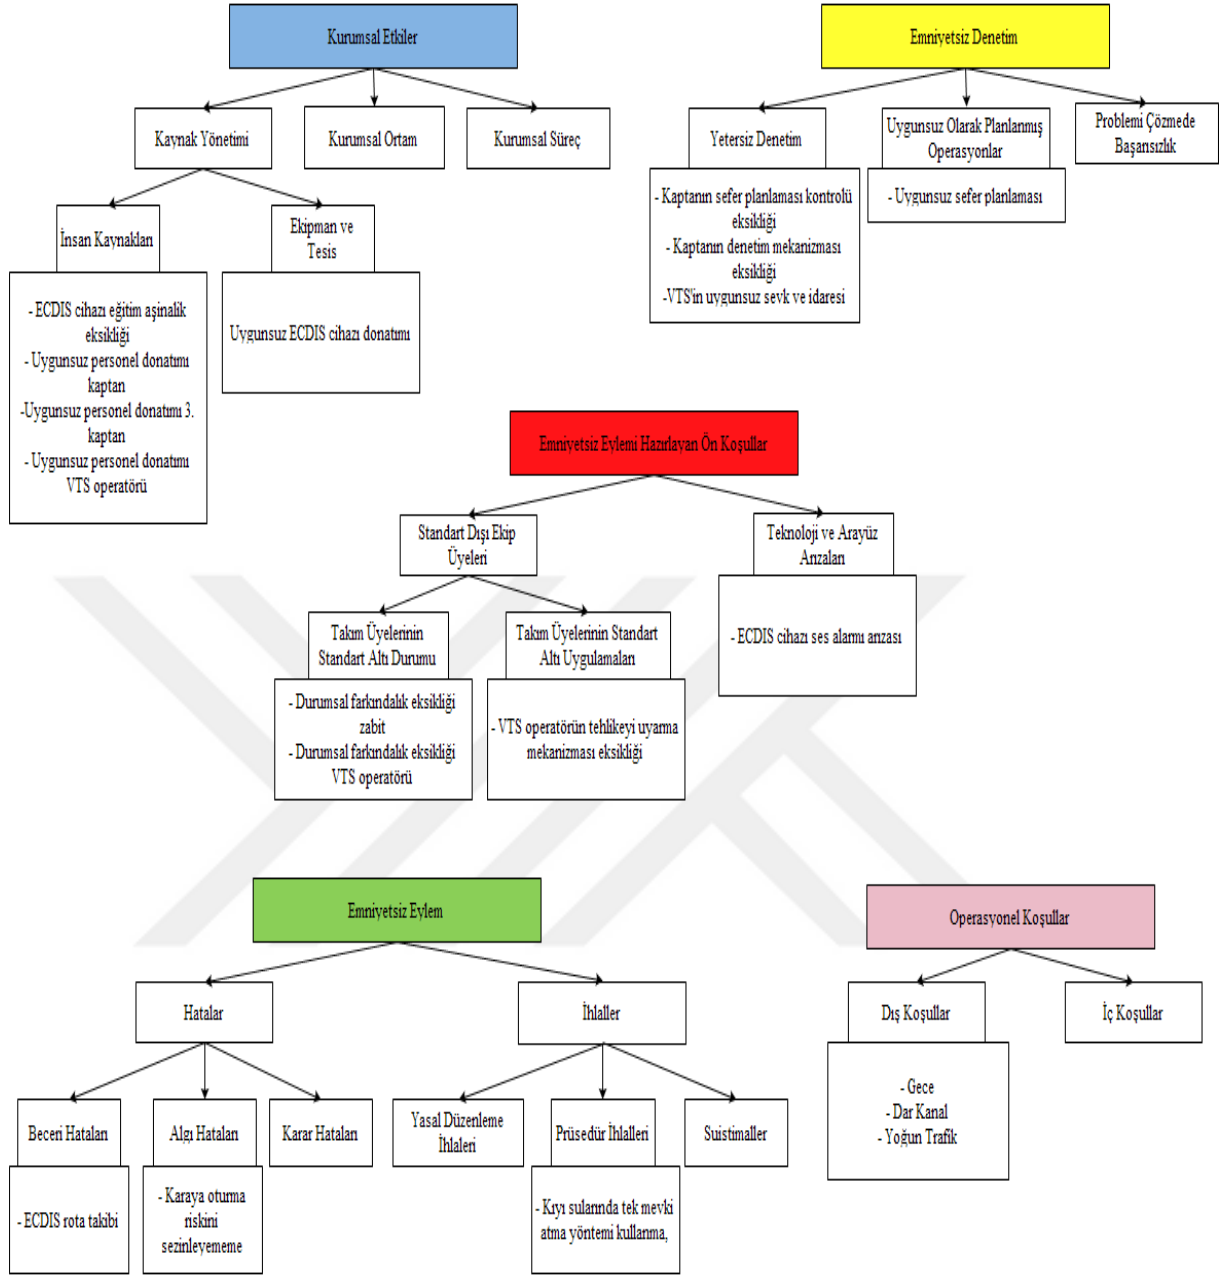 Kurumsal Etkiler
Kaynak Yönetimi
Kurumsal Ortam
Kurumsal Süreç
İnsan Kaynakları
Ekipman ve
Tesis
- ECDIS cihazı eğitim aşinalık
eksikliği
- Uygunsuz personel donatımı
kaptan
-Uygunsuz personel donatımı 3.
kaptan
- Uygunsuz personel donatımı
VTS operatörü
Uygunsuz ECDIS cihazı donatımı
Emniyetsiz Denetim
Yetersiz Denetim
Uygunsuz Olarak Planlanmış
Operasyonlar
Problemi Çözmede
Başarısızlık
- Kaptanın sefer planlaması kontrolü
eksikliği
- Kaptanın denetim mekanizması
eksikliği
-VTS'in uygunsuz sevk ve idaresi
- Uygunsuz sefer planlaması
Emniyetsiz Eylemi Hazırlayan Ön Koşullar
Standart Dışı Ekip
Üyeleri
Teknoloji ve Arayüz
Arızaları
Takım Üyelerinin
Standart Altı Durumu
Takım Üyelerinin Standart
Altı Uygulamaları
- ECDIS cihazı ses alarmı arızası
- Durumsal farkındalık eksikliği
zabit
- Durumsal farkındalık eksikliği
VTS operatörü
- VTS operatörün tehlikeyi uyarma
mekanizması eksikliği
Emniyetsiz Eylem
Hatalar
İhlaller
Beceri Hataları
Algı Hataları
Karar Hataları
Yasal Düzenleme
İhlaleri
Prüsedür İhlalleri
Suistimaller
- ECDIS rota takibi
- Karaya oturma
riskini
sezinleyememe
- Kıyı sularında tek mevki
atma yöntemi kullanma,
Operasyonel Koşullar
Dış Koşullar
İç Koşullar
- Gece
- Dar Kanal
- Yoğun Trafik